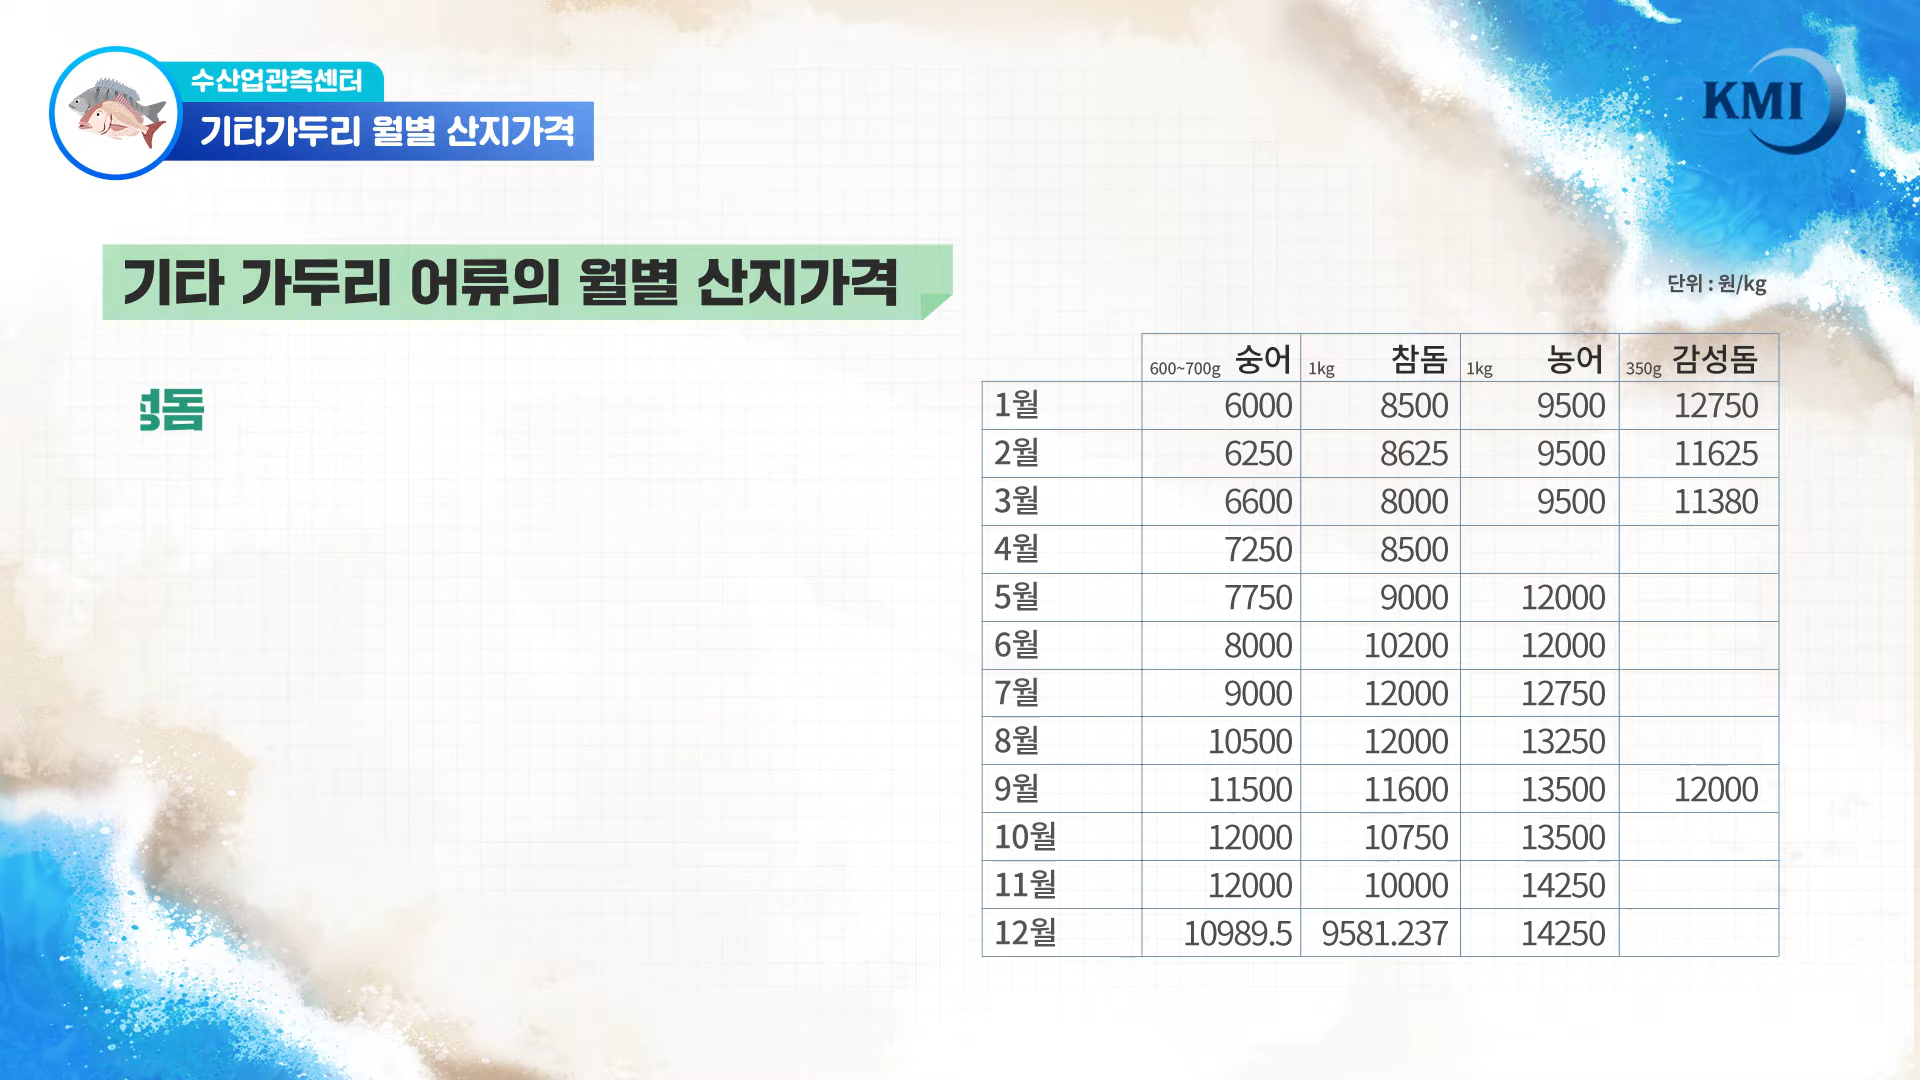 수산업관측센터
기타가두리 월별 산지가격
KMI
기타 가두리 어류의 월별 산지가격
단위 : 원/kg
돔
600~700g 숭어 1kg 참돔 1kg 농어 350g 감성돔
1월 6000 8500 9500 12750
2월 6250 8625 9500 11625
3월 6600 8000 9500 11380
4월 7250 8500
5월 7750 9000 12000
6월 8000 10200 12000
7월 9000 12000 12750
8월 10500 12000 13250
9월 11500 11600 13500 12000
10월 12000 10750 13500
11월 12000 10000 14250
12월 10989.5 9581.237 14250